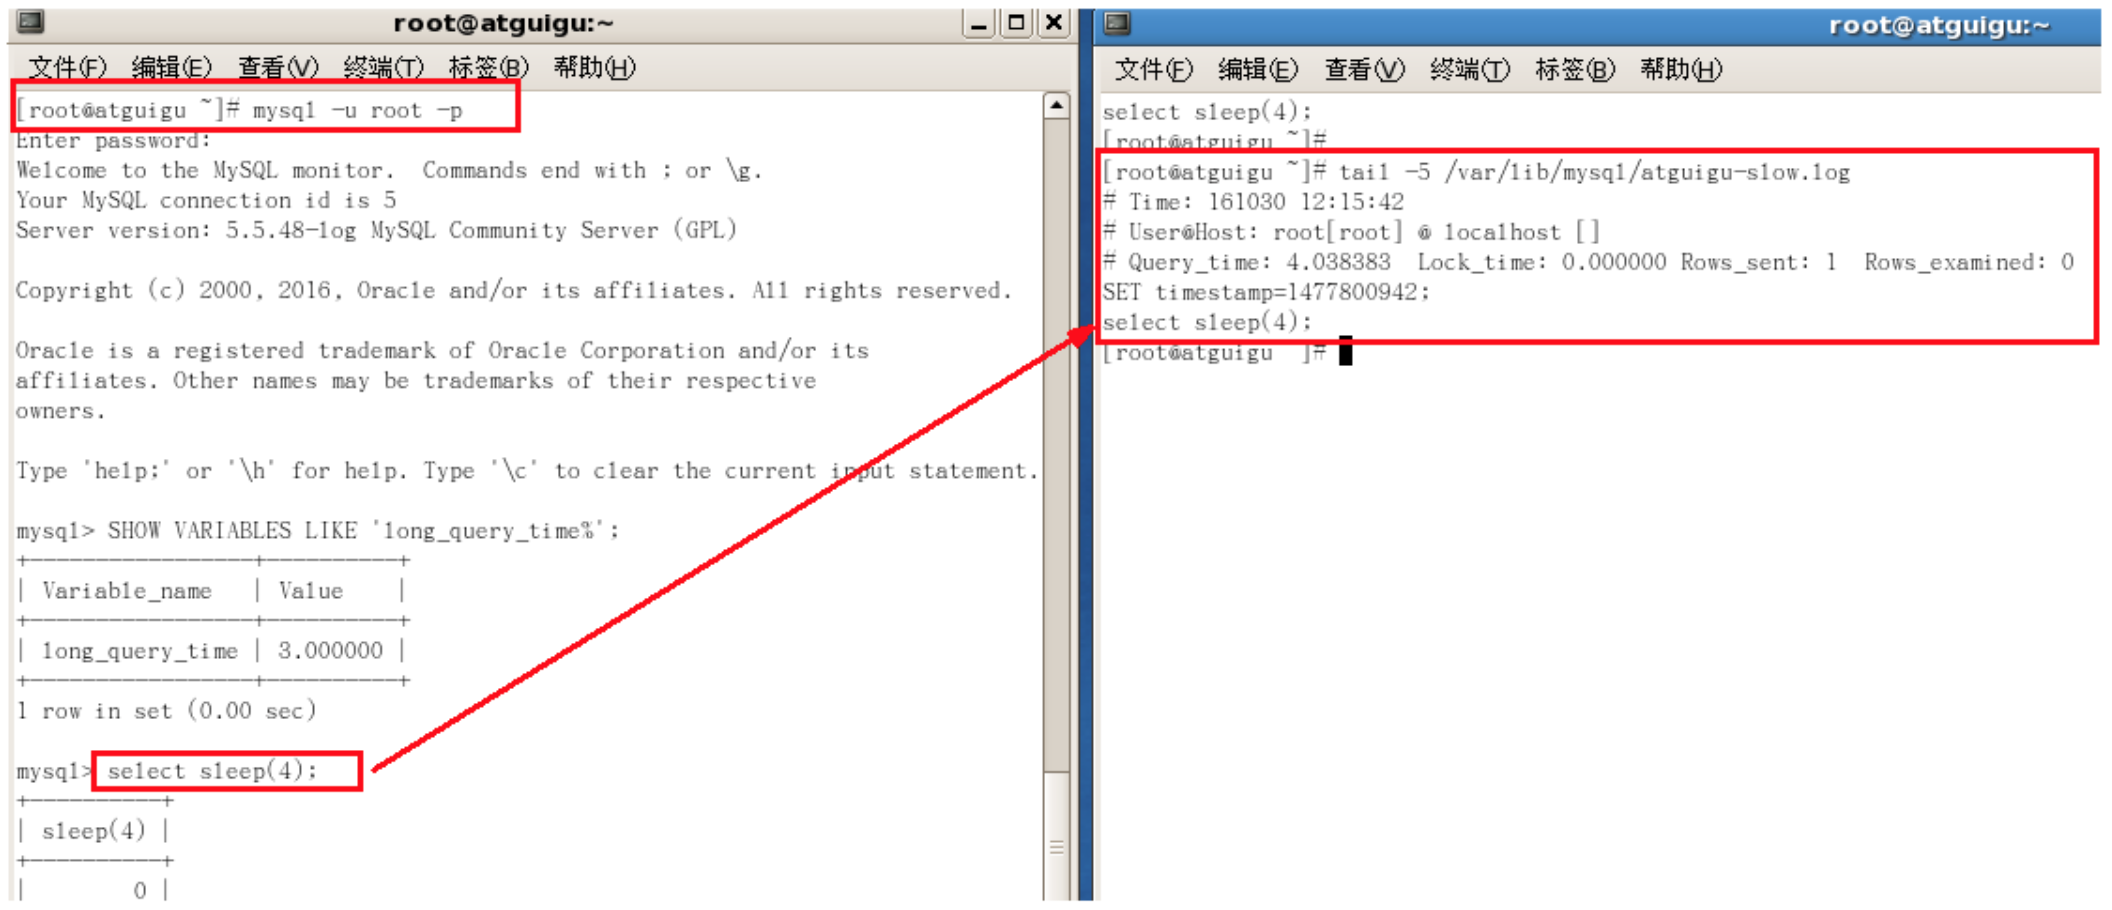 root@atguigu:~
文件(F) 编辑(E) 查看(V) 终端(T) 标签(B) 帮助(H)
[root@atguigu ~]# mysql -u root -p
Enter password:
Welcome to the MySQL monitor.  Commands end with ; or \g.
Your MySQL connection id is 5
Server version: 5.5.48-log MySQL Community Server (GPL)
Copyright (c) 2000, 2016, Oracle and/or its affiliates. All rights reserved.
Oracle is a registered trademark of Oracle Corporation and/or its
affiliates. Other names may be trademarks of their respective
owners.
Type 'help;' or '\h' for help. Type '\c' to clear the current input statement.
mysql> SHOW VARIABLES LIKE 'long_query_time%';
+-----------------+----------+
| Variable_name   | Value    |
+-----------------+----------+
| long_query_time | 3.000000 |
+-----------------+----------+
1 row in set (0.00 sec)
mysql> select sleep(4);
+----------+
| sleep(4) |
+----------+
|        0 |
root@atguigu:~
文件(F) 编辑(E) 查看(V) 终端(T) 标签(B) 帮助(H)
select sleep(4);
[root@atguigu ~]#
[root@atguigu ~]# tail -5 /var/lib/mysql/atguigu-slow.log
# Time: 161030 12:15:42
# User@Host: root[root] @ localhost []
# Query_time: 4.038383  Lock_time: 0.000000 Rows_sent: 1  Rows_examined: 0
SET timestamp=1477800942;
select sleep(4);
[root@atguigu  ]#